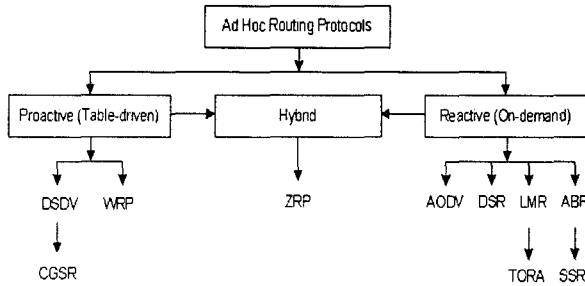 Ad Hoc Routing Protocols
Proactive (Table-driven)
Hybrid
Reactive (On-demand)
DSDV
WRP
ZRP
AODV
DSR
LMR
ABR
CGSR
TORA
SSR